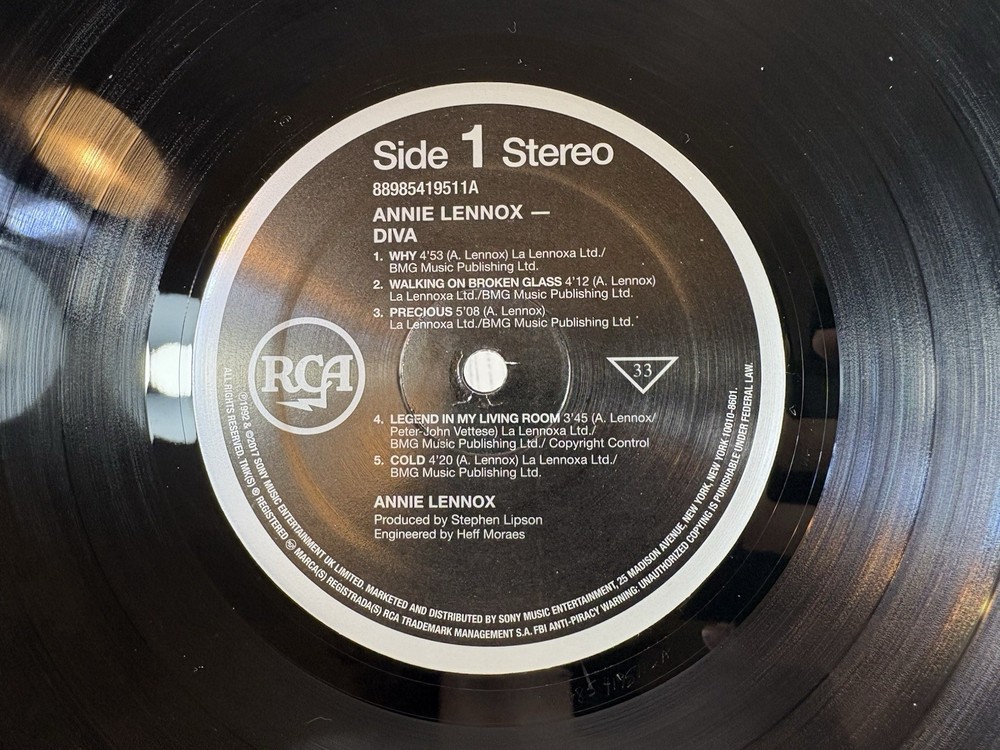 Side 1 Stereo
88985419511A
ANNIE LENNOX —
DIVA
1. WHY 4'53 (A. Lennox) La Lennoxa Ltd./
BMG Music Publishing Ltd.
2. WALKING ON BROKEN GLASS 4'12 (A. Lennox)
La Lennoxa Ltd./BMG Music Publishing Ltd.
3. PRECIOUS 5'08 (A. Lennox)
La Lennoxa Ltd./BMG Music Publishing Ltd.
RCA
33
4. LEGEND IN MY LIVING ROOM 3'45 (A. Lennox/
Peter-John Vettese) La Lennoxa Ltd./
BMG Music Publishing Ltd./ Copyright Control
5. COLD 4'20 (A. Lennox) La Lennoxa Ltd./
BMG Music Publishing Ltd.
ANNIE LENNOX
Produced by Stephen Lipson
Engineered by Heff Moraes
℗1992 & ©2017 SONY MUSIC ENTERTAINMENT UK LIMITED. MARKETED AND DISTRIBUTED BY SONY MUSIC ENTERTAINMENT, 25 MADISON AVENUE, NEW YORK, NEW YORK 10010-8601.
ALL RIGHTS RESERVED. TMK(S) ® REGISTERED MARCA(S) REGISTRADA(S) RCA TRADEMARK MANAGEMENT S.A. FBI ANTI-PIRACY WARNING: UNAUTHORIZED COPYING IS PUNISHABLE UNDER FEDERAL LAW.